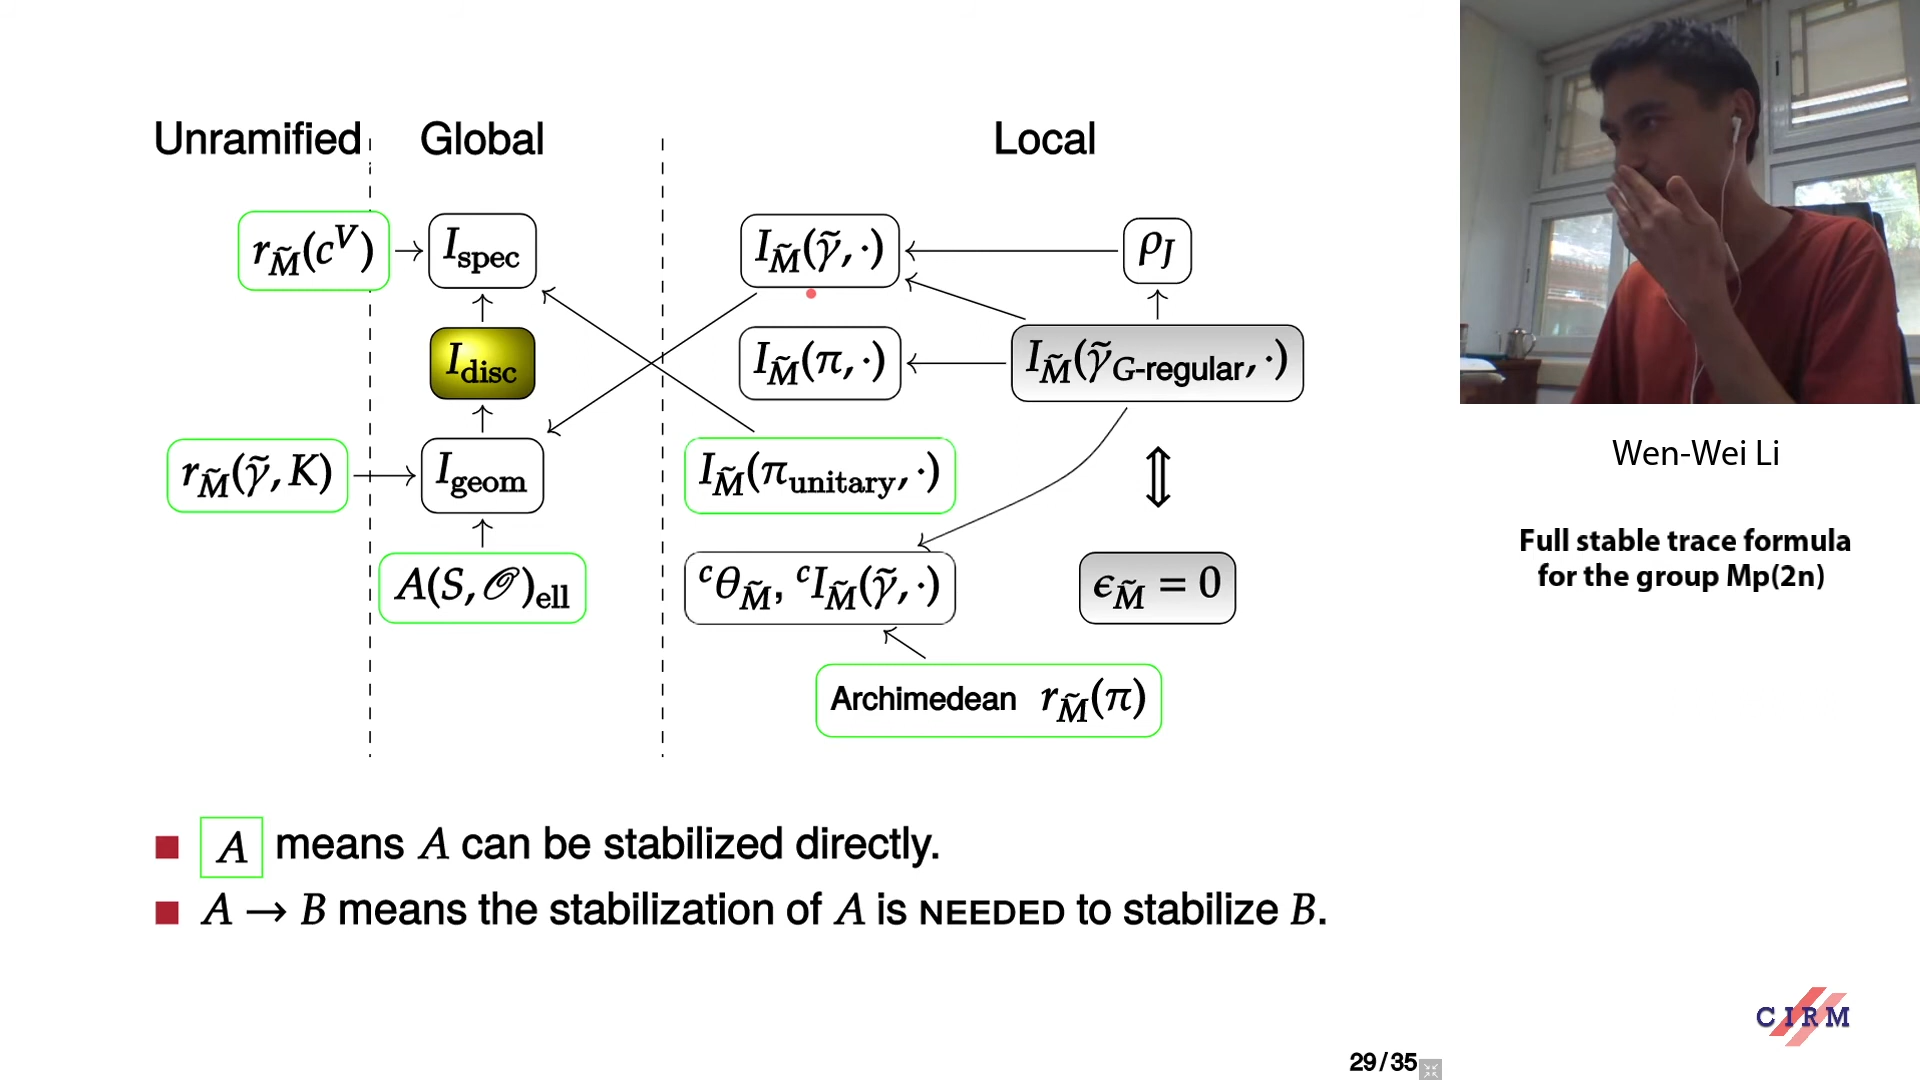 Unramified Global Local
r_M̃(c^V) → I_spec I_M̃(γ̃, ·) ρ_J
I_disc I_M̃(π, ·) I_M̃(γ̃_G-regular, ·)
r_M̃(γ̃, K) I_geom I_M̃(π_unitary, ·) ⇕
A(S, 𝒪)_ell ^cθ_M̃, ^cI_M̃(γ̃, ·) ϵ_M̃ = 0
Archimedean r_M̃(π)
A means A can be stabilized directly.
A → B means the stabilization of A is NEEDED to stabilize B.
29/35
Wen-Wei Li
Full stable trace formula
for the group Mp(2n)
CIRM